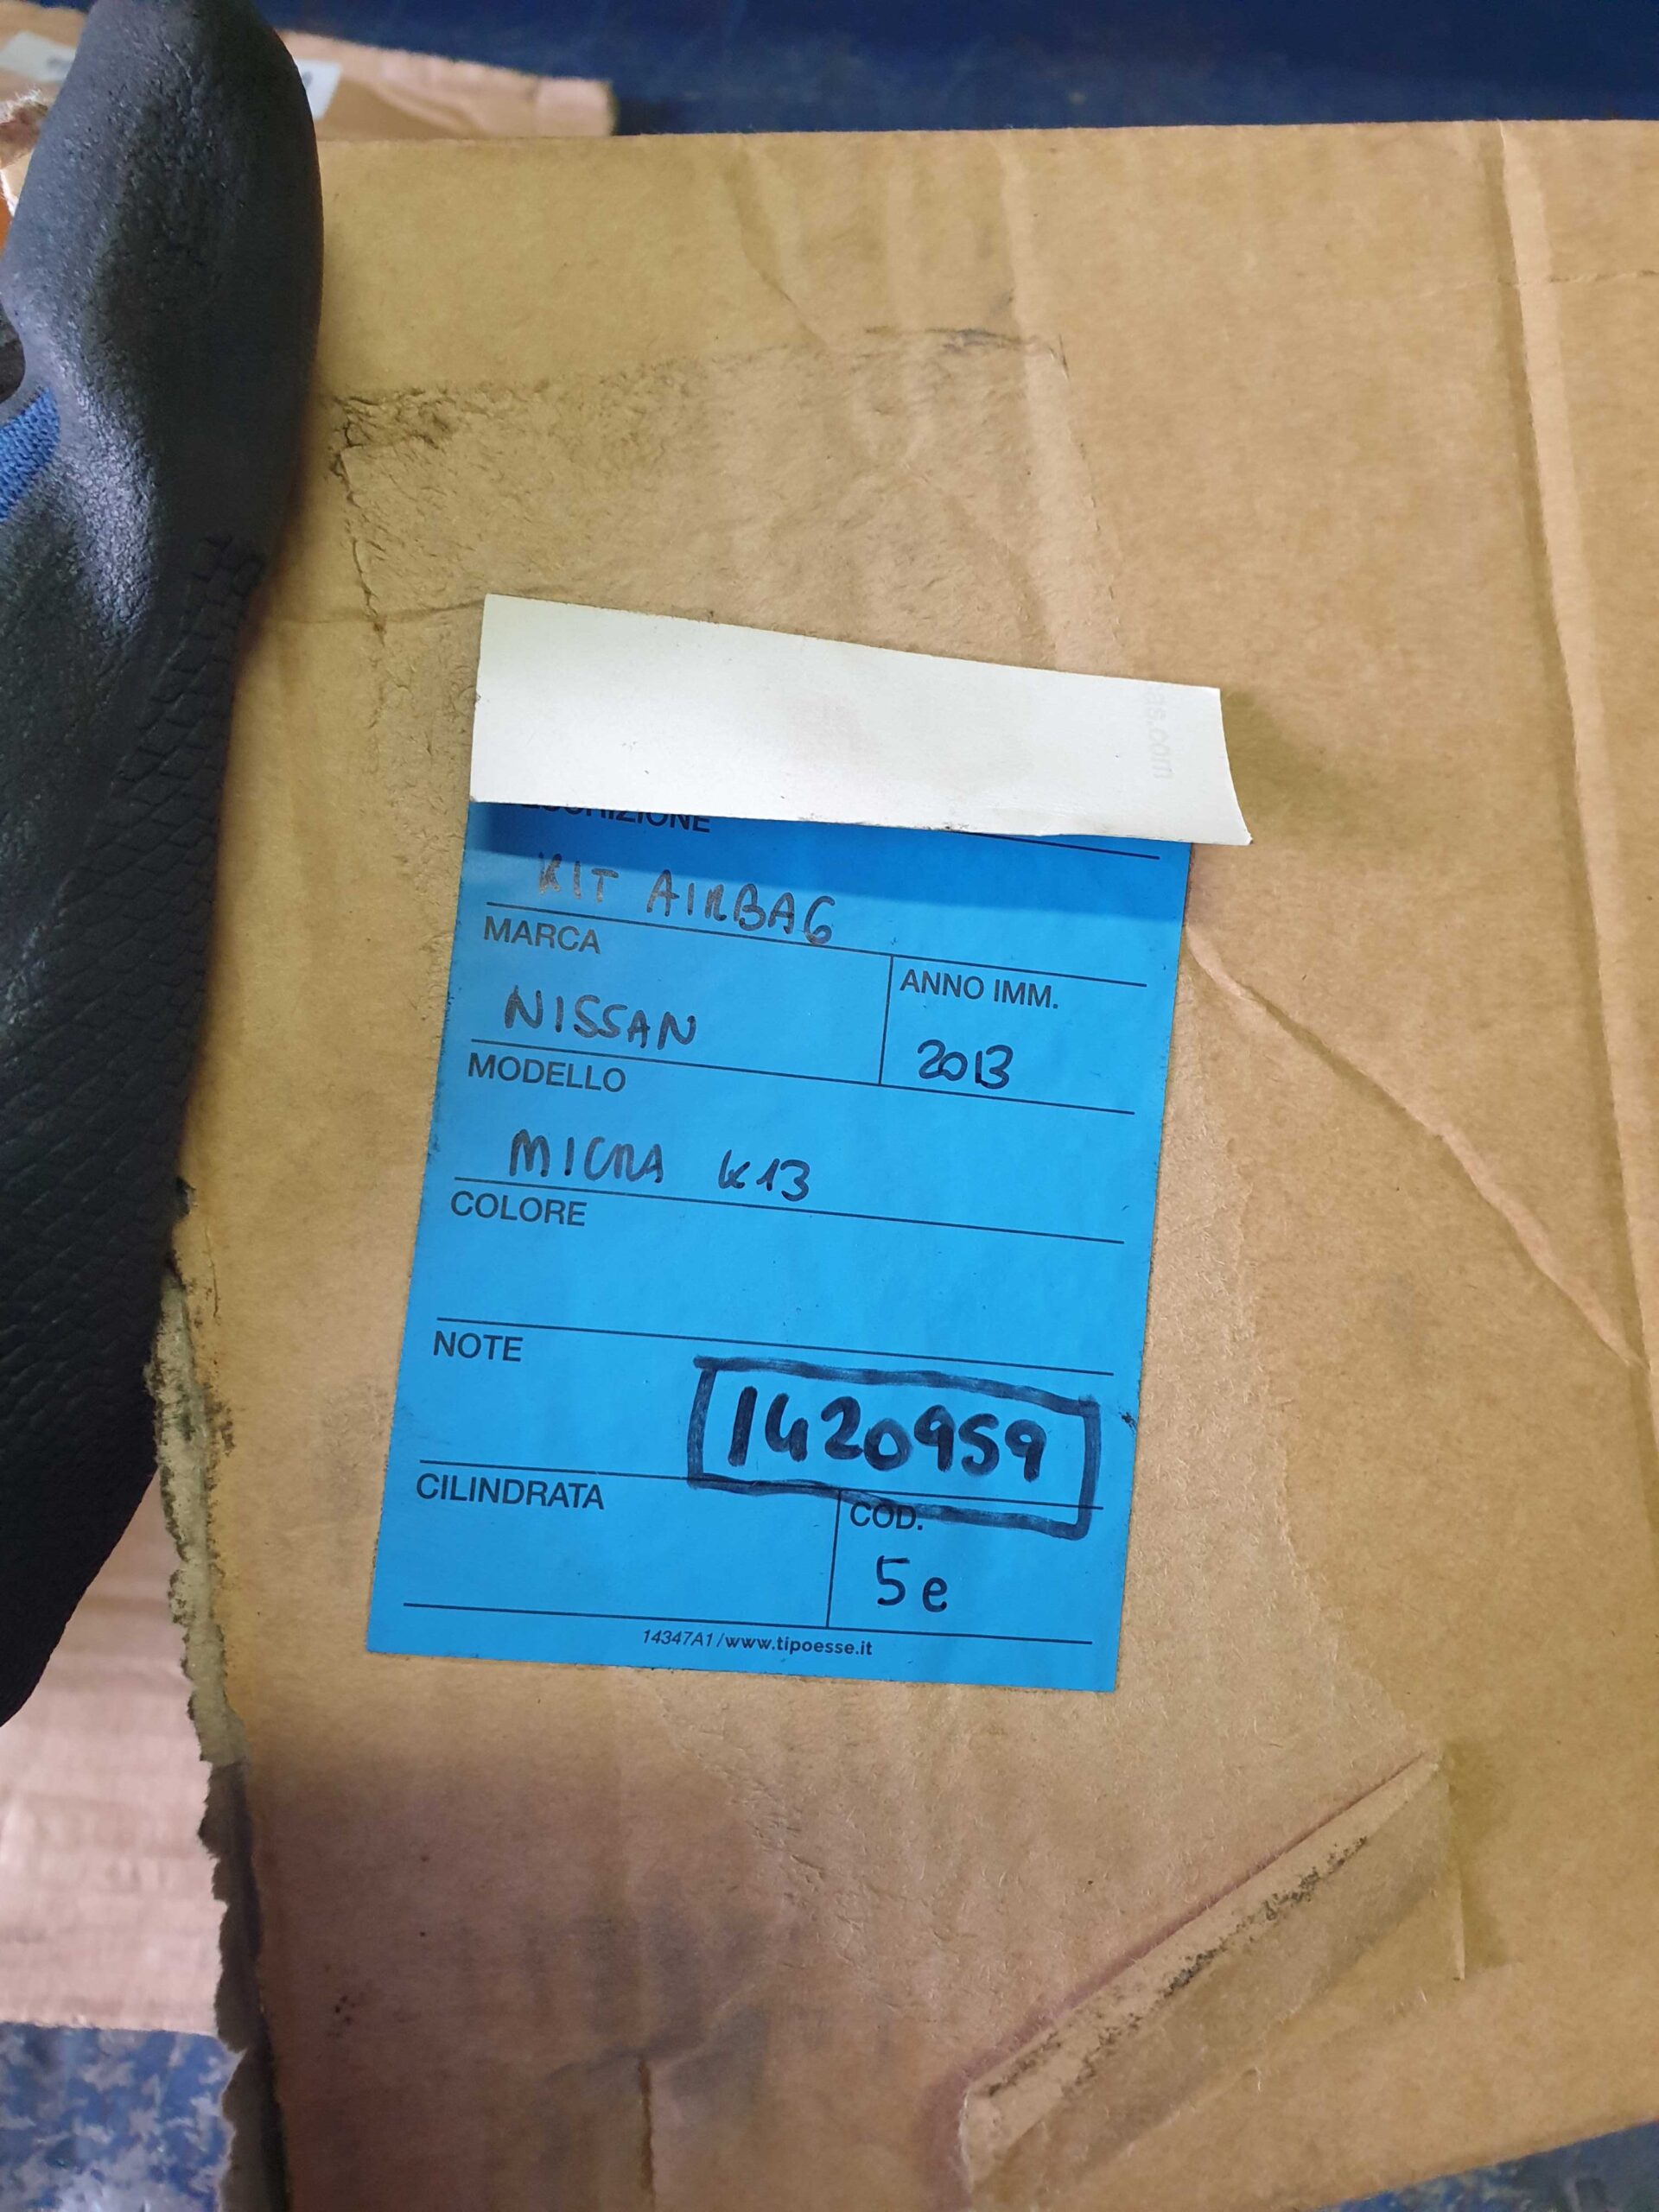 DESCRIZIONE
KIT AIRBAG
MARCA
ANNO IMM.
NISSAN
2013
MODELLO
MICRA K13
COLORE
NOTE
1420959
CILINDRATA
COD.
5e
14347A1/www.tipoesse.it